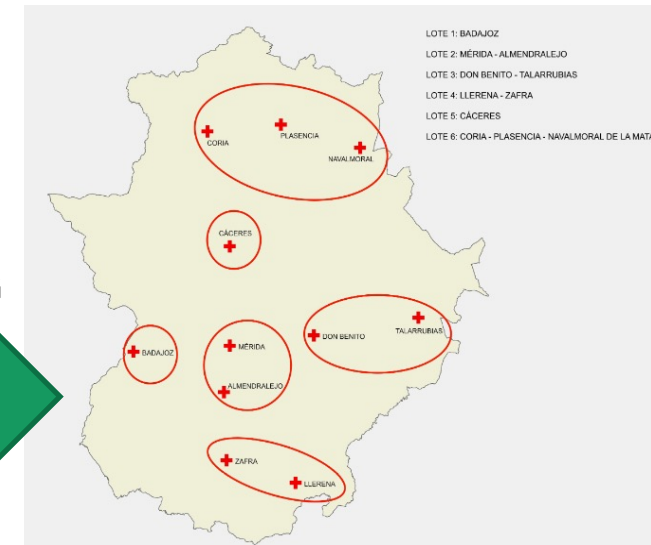 LOTE 1: BADAJOZ
LOTE 2: MÉRIDA - ALMENDRALEJO
LOTE 3: DON BENITO - TALARRUBIAS
LOTE 4: LLERENA - ZAFRA
LOTE 5: CÁCERES
LOTE 6: CORIA - PLASENCIA - NAVALMORAL DE LA MATA
CORIA
PLASENCIA
NAVALMORAL
CÁCERES
BADAJOZ
MÉRIDA
ALMENDRALEJO
DON BENITO
TALARRUBIAS
ZAFRA
LLERENA